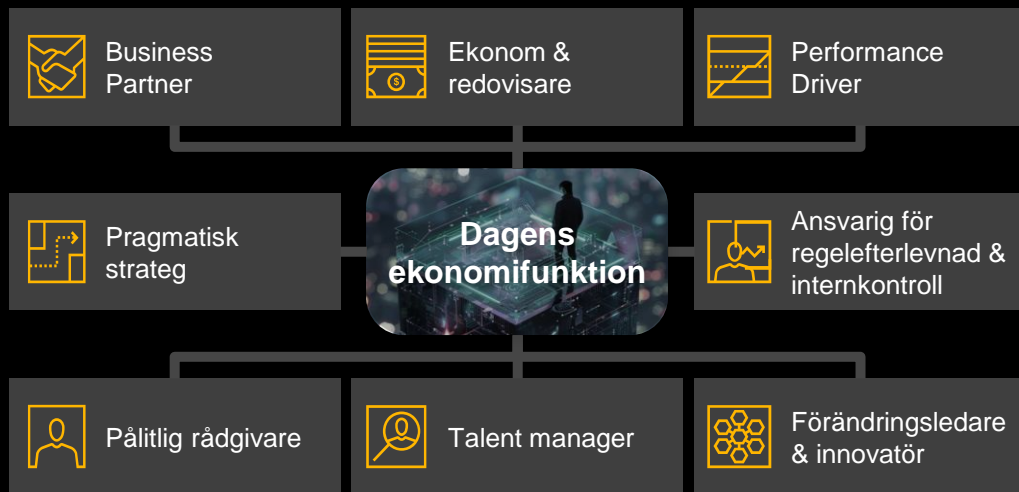 Business
Partner
Ekonom &
redovisare
Performance
Driver
Pragmatisk
strateg
Dagens
ekonomifunktion
Ansvarig för
regelefterlevnad &
internkontroll
Pålitlig rådgivare
Talent manager
Förändringsledare
& innovatör